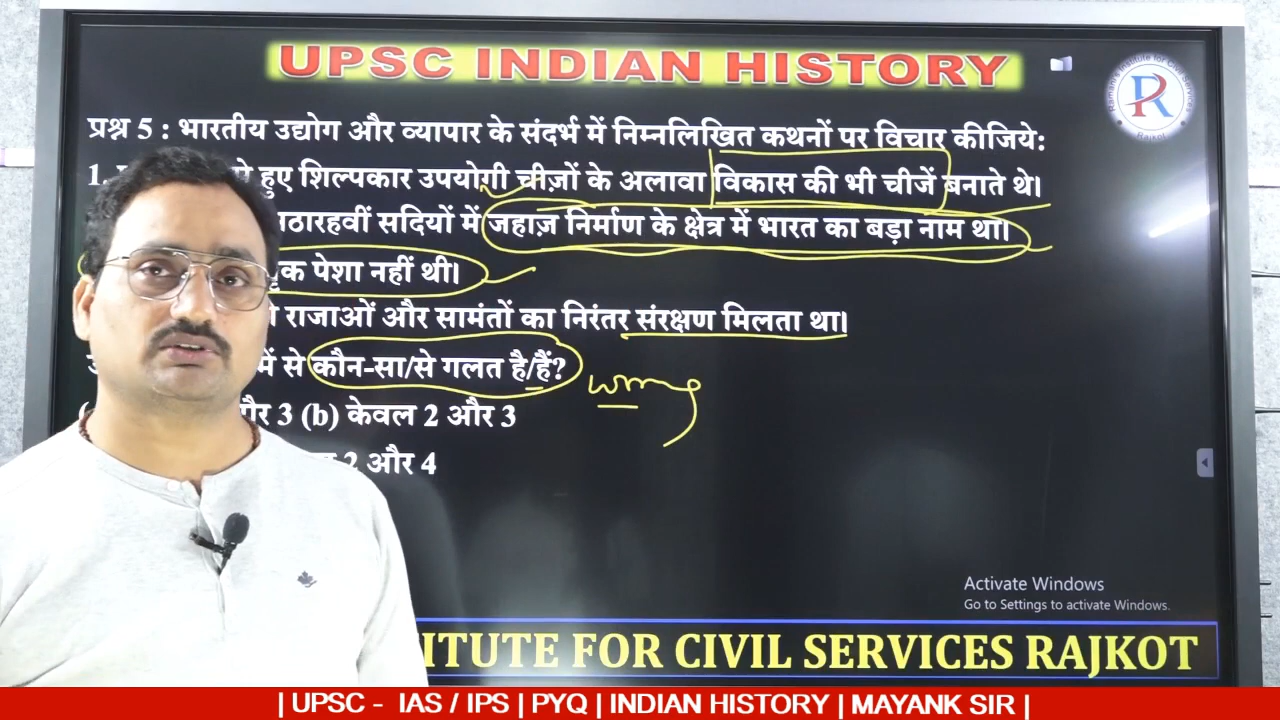 UPSC INDIAN HISTORY
प्रश्न 5 : भारतीय उद्योग और व्यापार के संदर्भ में निम्नलिखित कथनों पर विचार कीजिये:
1. हुए शिल्पकार उपयोगी चीज़ों के अलावा विकास की भी चीजें बनाते थे।
सदियों में जहाज़ निर्माण के क्षेत्र में भारत का बड़ा नाम था।
पेशा नहीं थी।
राजाओं और सामंतों का निरंतर संरक्षण मिलता था।
में से कौन-सा/से गलत है/हैं?
wrong
3 (b) केवल 2 और 3
2 और 4
R
Rajkot
Activate Windows
Go to Settings to activate Windows.
FOR CIVIL SERVICES RAJKOT
| UPSC - IAS / IPS | PYQ | INDIAN HISTORY | MAYANK SIR |